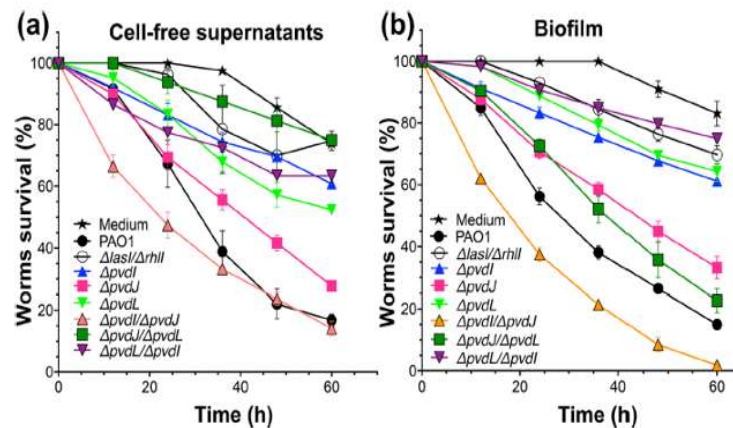 (a)
Cell-free supernatants
Worms survival (%)
100
80
60
40
20
0
Medium
PAO1
ΔlasI/ΔrhlI
ΔpvdI
ΔpvdJ
ΔpvdL
ΔpvdI/ΔpvdJ
ΔpvdJ/ΔpvdL
ΔpvdL/ΔpvdI
0 20 40 60
Time (h)
(b)
Biofilm
Worms survival (%)
100
80
60
40
20
0
Medium
PAO1
ΔlasI/ΔrhlI
ΔpvdI
ΔpvdJ
ΔpvdL
ΔpvdI/ΔpvdJ
ΔpvdJ/ΔpvdL
ΔpvdL/ΔpvdI
0 20 40 60
Time (h)